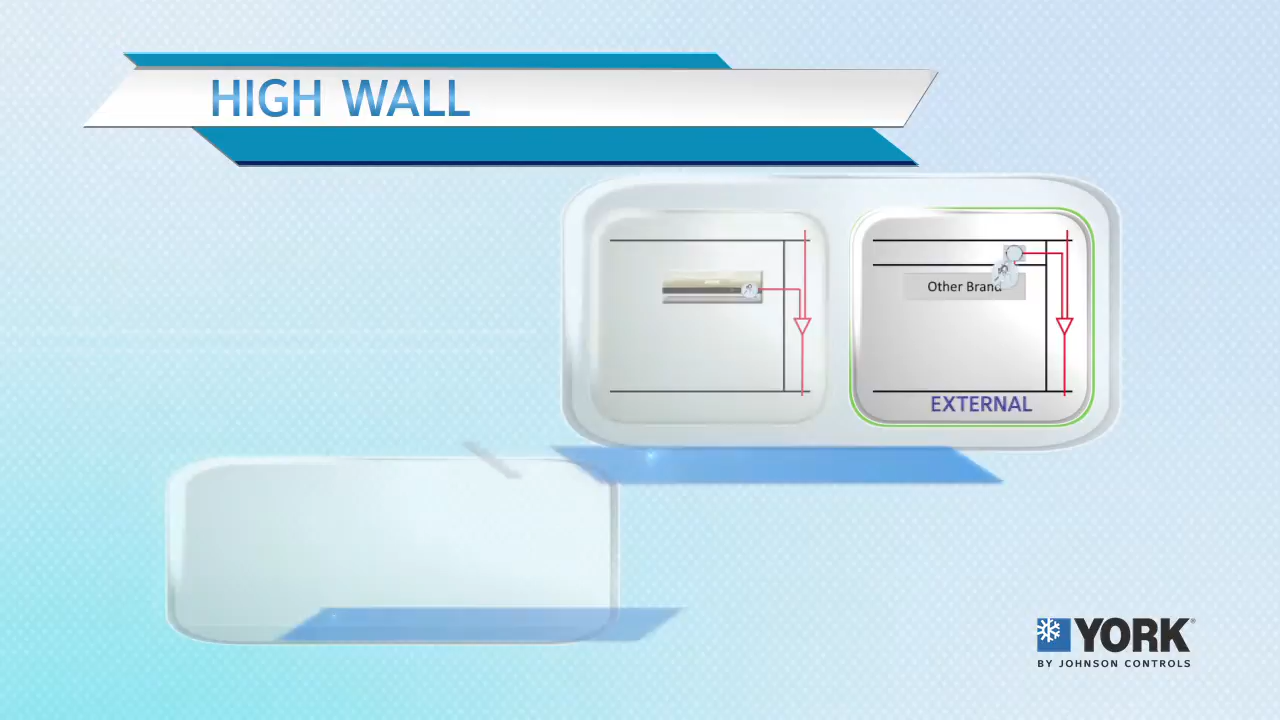 HIGH WALL
Other Brand
EXTERNAL
YORK®
BY JOHNSON CONTROLS